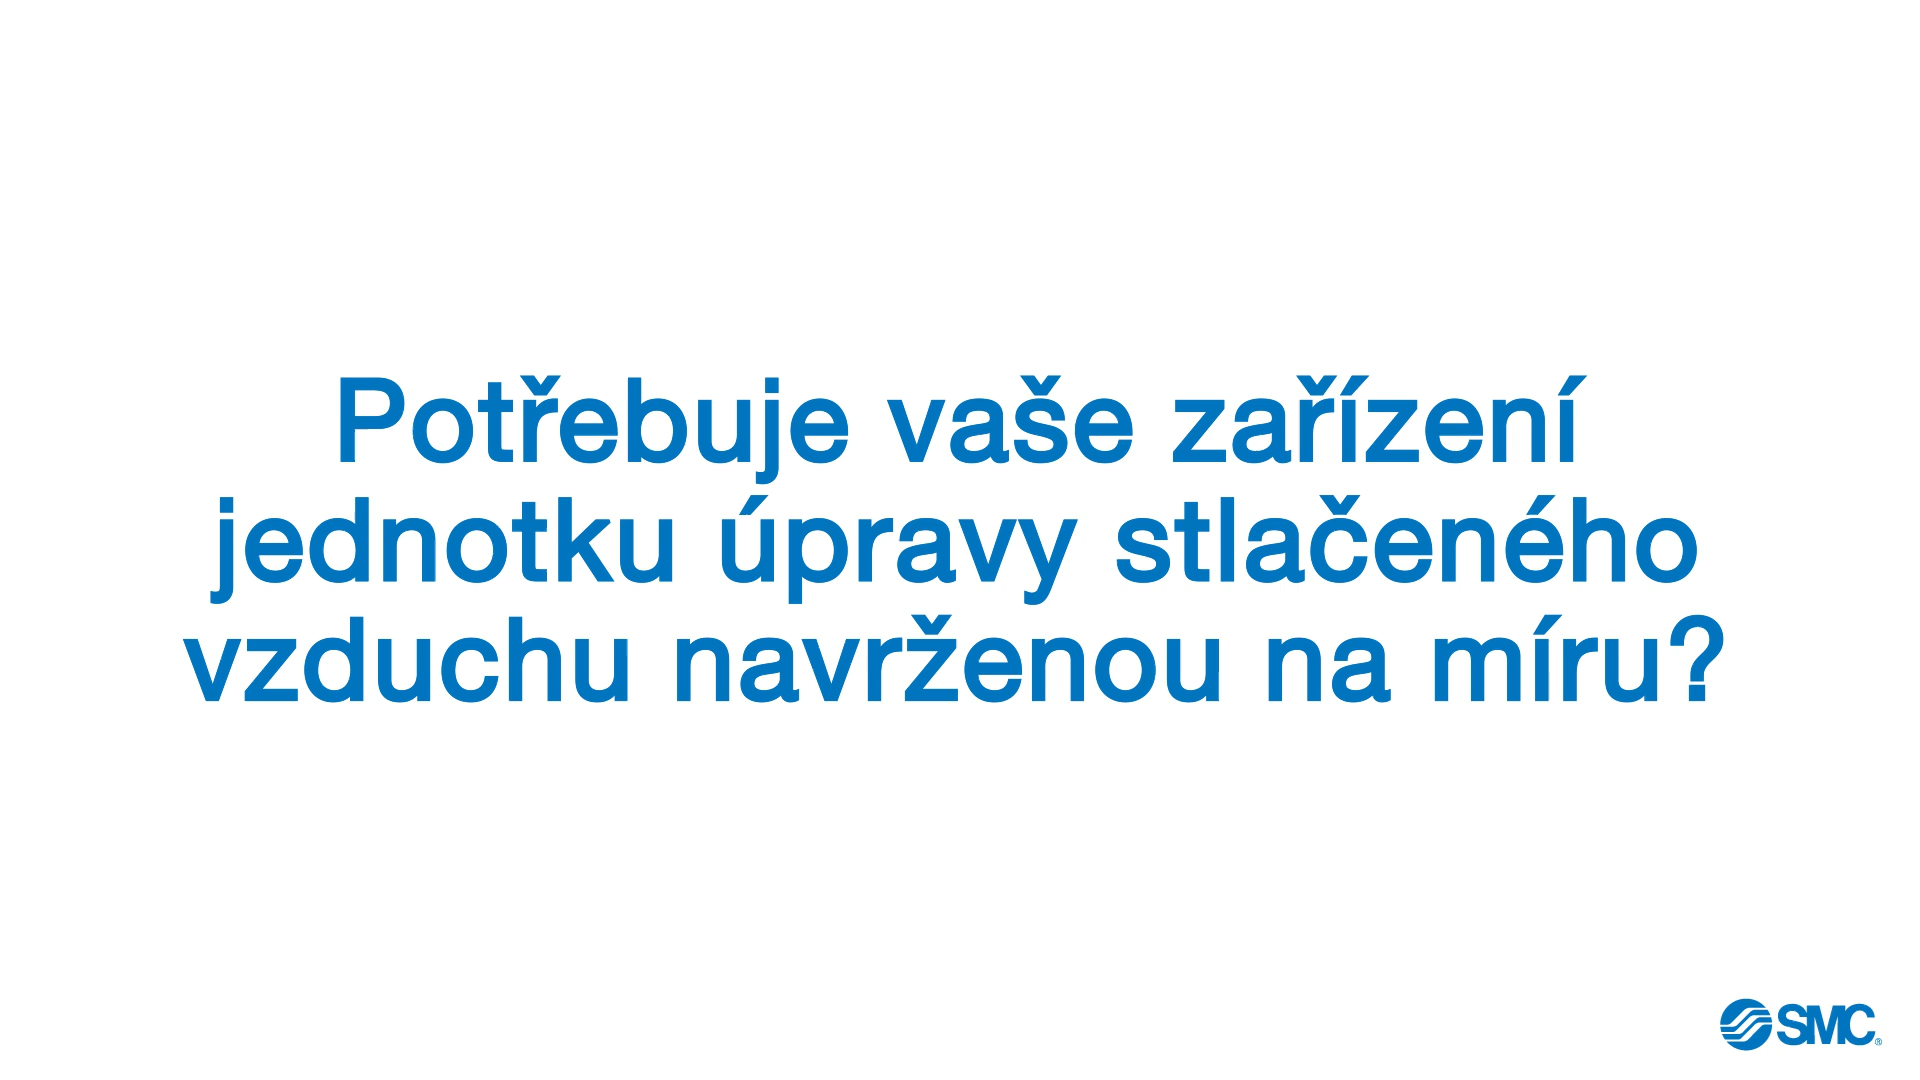 Potřebuje vaše zařízení
jednotku úpravy stlačeného
vzduchu navrženou na míru?
SMC®